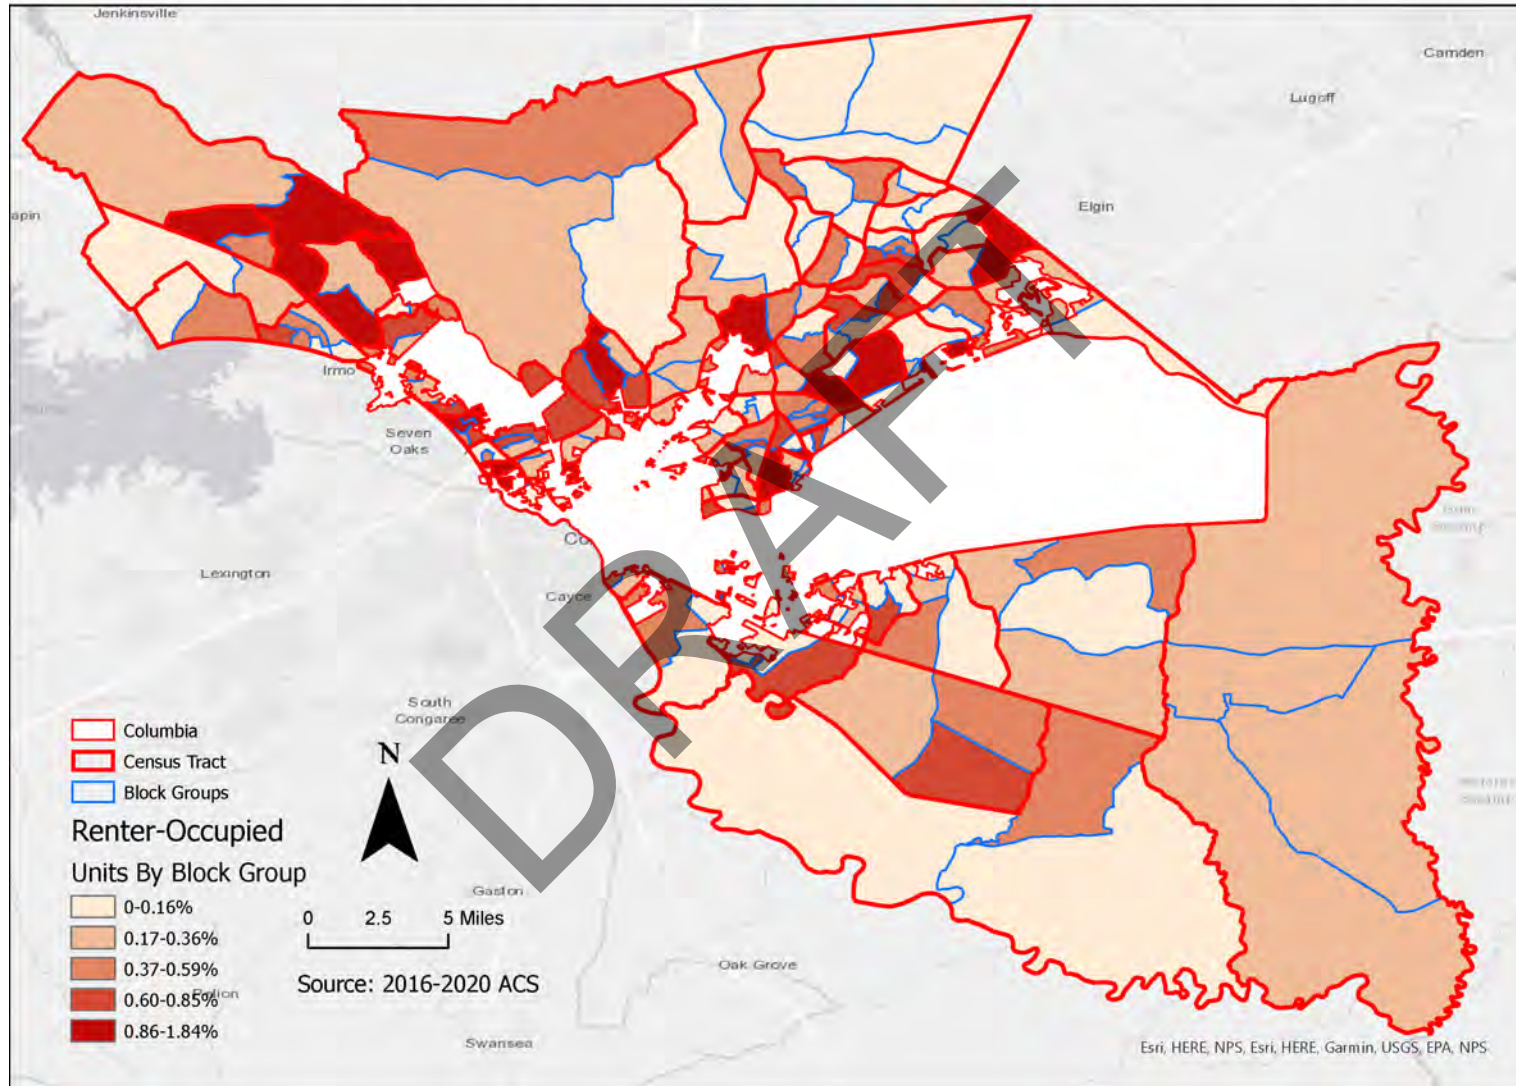 Jenkinsville
Camden
Lugoff
Elgin
apin
Irmo
Seven
Oaks
Lexington
Cayce
Co
South
Congaree
Gaston
Oak Grove
Pelion
Swansea
DRAFT
Columbia
Census Tract
Block Groups
Renter-Occupied
Units By Block Group
0-0.16%
0.17-0.36%
0.37-0.59%
0.60-0.85%
0.86-1.84%
N
0 2.5 5 Miles
Source: 2016-2020 ACS
Esri, HERE, NPS, Esri, HERE, Garmin, USGS, EPA, NPS